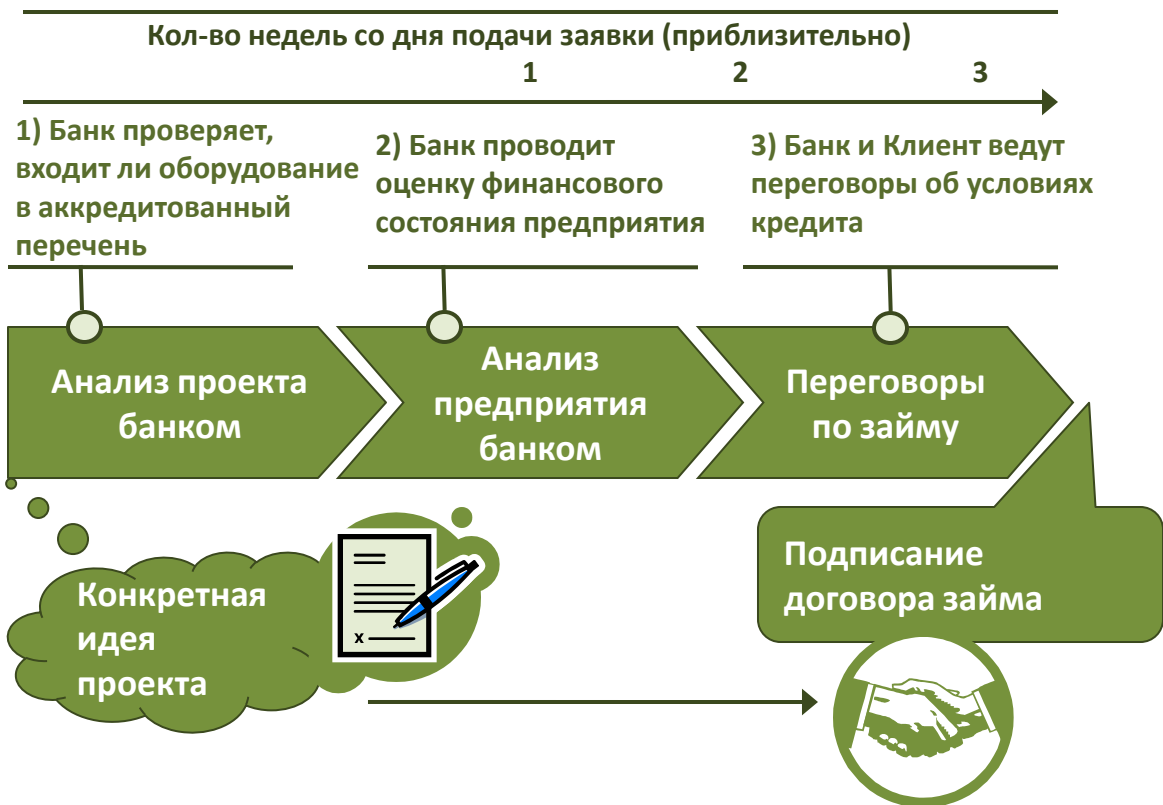 Кол-во недель со дня подачи заявки (приблизительно)
1 2 3
1) Банк проверяет,
входит ли оборудование
в аккредитованный
перечень
2) Банк проводит
оценку финансового
состояния предприятия
3) Банк и Клиент ведут
переговоры об условиях
кредита
Анализ проекта
банком
Анализ
предприятия
банком
Переговоры
по займу
Конкретная
идея
проекта
x
Подписание
договора займа